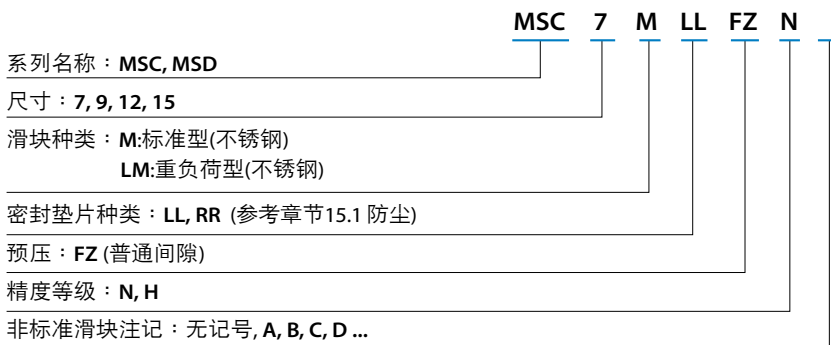 MSC 7 M LL FZ N
系列名称：MSC, MSD
尺寸：7, 9, 12, 15
滑块种类：M:标准型(不锈钢)
LM:重负荷型(不锈钢)
密封垫片种类：LL, RR (参考章节15.1 防尘)
预压：FZ (普通间隙)
精度等级：N, H
非标准滑块注记：无记号, A, B, C, D ...